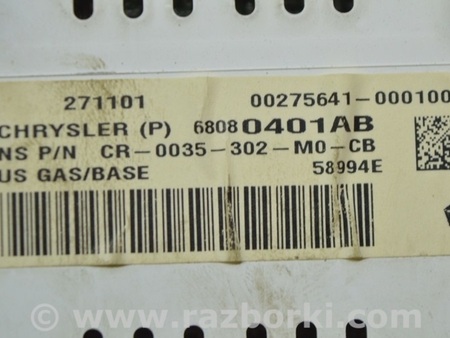 271101 00275641-000100
CHRYSLER (P) 68080401AB
NS P/N CR-0035-302-M0-CB
US GAS/BASE 58994E
© www.razborki.com